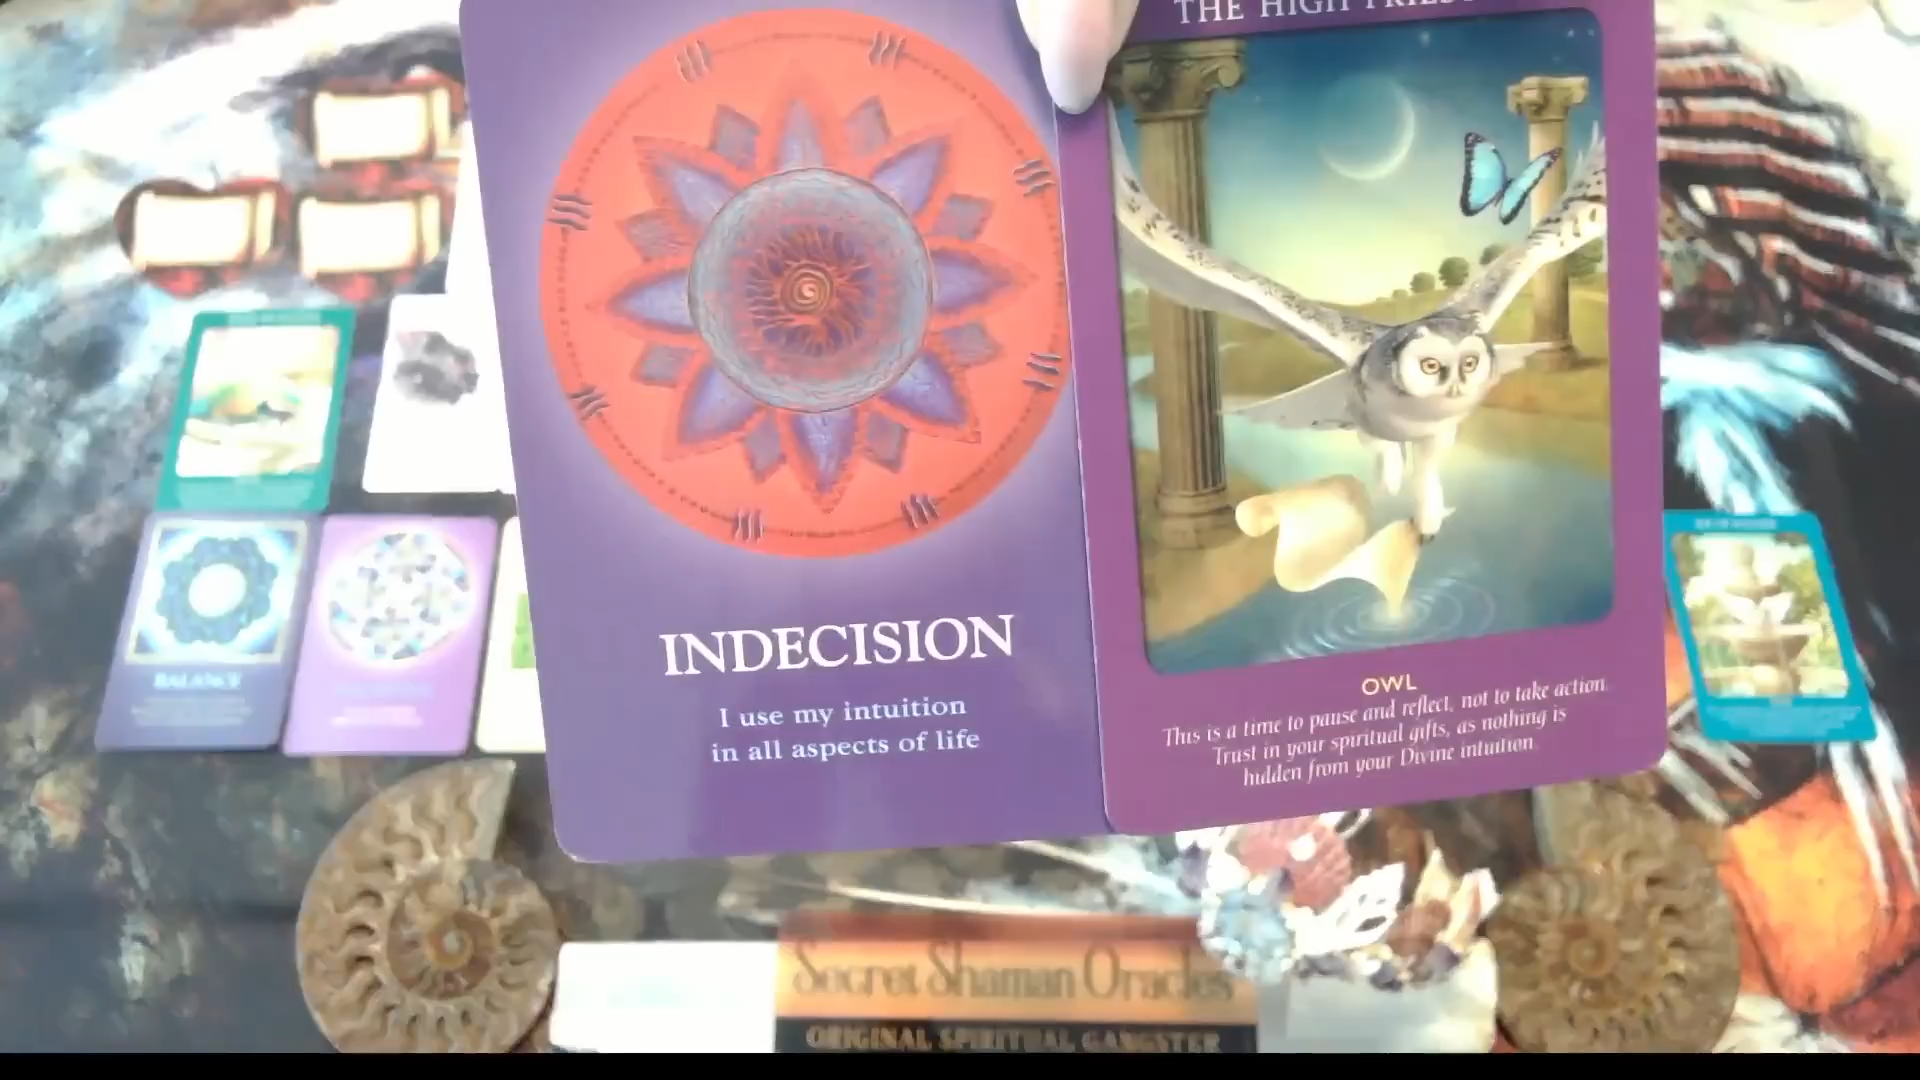 THE HIGH PRIEST
INDECISION
I use my intuition
in all aspects of life
OWL
This is a time to pause and reflect, not to take action.
Trust in your spiritual gifts, as nothing is
hidden from your Divine intuition.
BALANCE
Secret Shaman Oracles
ORIGINAL SPIRITUAL GANGSTER